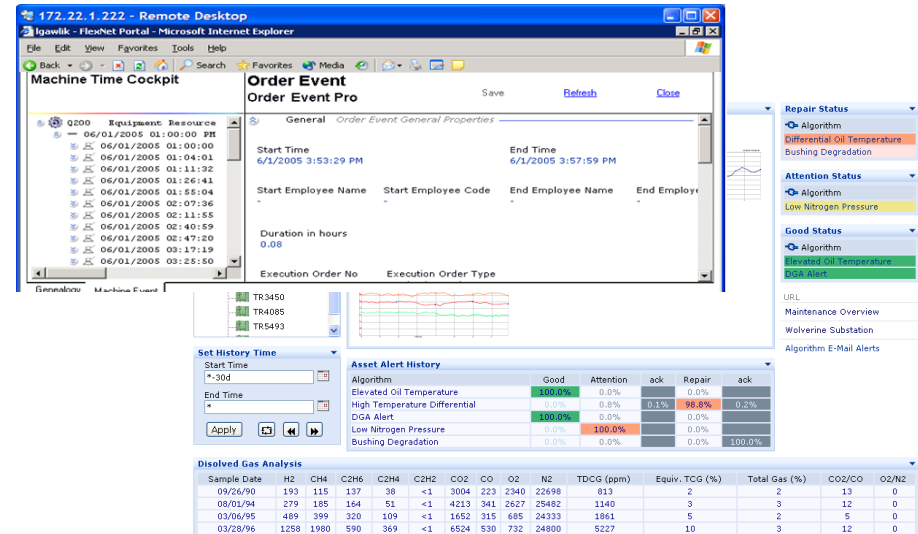 172.22.1.222 - Remote Desktop
lgawlik - FlexNet Portal - Microsoft Internet Explorer
File Edit View Favorites Tools Help
Back Search Favorites Media
Machine Time Cockpit
Order Event
Order Event Pro
Save Refresh Close
Q200 Equipment Resource
06/01/2005 01:00:00 PM
06/01/2005 01:00:00
06/01/2005 01:04:01
06/01/2005 01:11:32
06/01/2005 01:26:41
06/01/2005 01:55:04
06/01/2005 02:07:36
06/01/2005 02:11:55
06/01/2005 02:40:59
06/01/2005 02:47:20
06/01/2005 03:17:19
06/01/2005 03:25:50
Genealogy Machine Event
General Order Event General Properties
Start Time End Time
6/1/2005 3:53:29 PM 6/1/2005 3:57:59 PM
Start Employee Name Start Employee Code End Employee Name End Employe
- - - -
Duration in hours
0.08
Execution Order No Execution Order Type
Repair Status
Algorithm
Differential Oil Temperature
Bushing Degradation
Attention Status
Algorithm
Low Nitrogen Pressure
Good Status
Algorithm
Elevated Oil Temperature
DGA Alert
URL
Maintenance Overview
Wolverine Substation
Algorithm E-Mail Alerts
TR3450
TR4085
TR5493
Set History Time
Start Time
*-30d
End Time
*
Apply
Asset Alert History
Algorithm Good Attention ack Repair ack
Elevated Oil Temperature 100.0% 0.0% 0.0%
High Temperature Differential 0.0% 0.8% 0.1% 98.8% 0.2%
DGA Alert 100.0% 0.0% 0.0%
Low Nitrogen Pressure 0.0% 100.0% 0.0%
Bushing Degradation 0.0% 0.0% 0.0% 100.0%
Disolved Gas Analysis
Sample Date H2 CH4 C2H6 C2H4 C2H2 CO2 CO O2 N2 TDCG (ppm) Equiv. TCG (%) Total Gas (%) CO2/CO O2/N2
09/26/90 193 115 137 38 <1 3004 223 2340 22698 813 2 2 13 0
08/01/94 279 185 164 51 <1 4213 341 2627 25482 1140 3 3 12 0
03/06/95 489 399 320 109 <1 1652 315 685 24333 1861 5 2 5 0
03/28/96 1258 1980 590 369 <1 6524 530 732 24800 5227 10 3 12 0